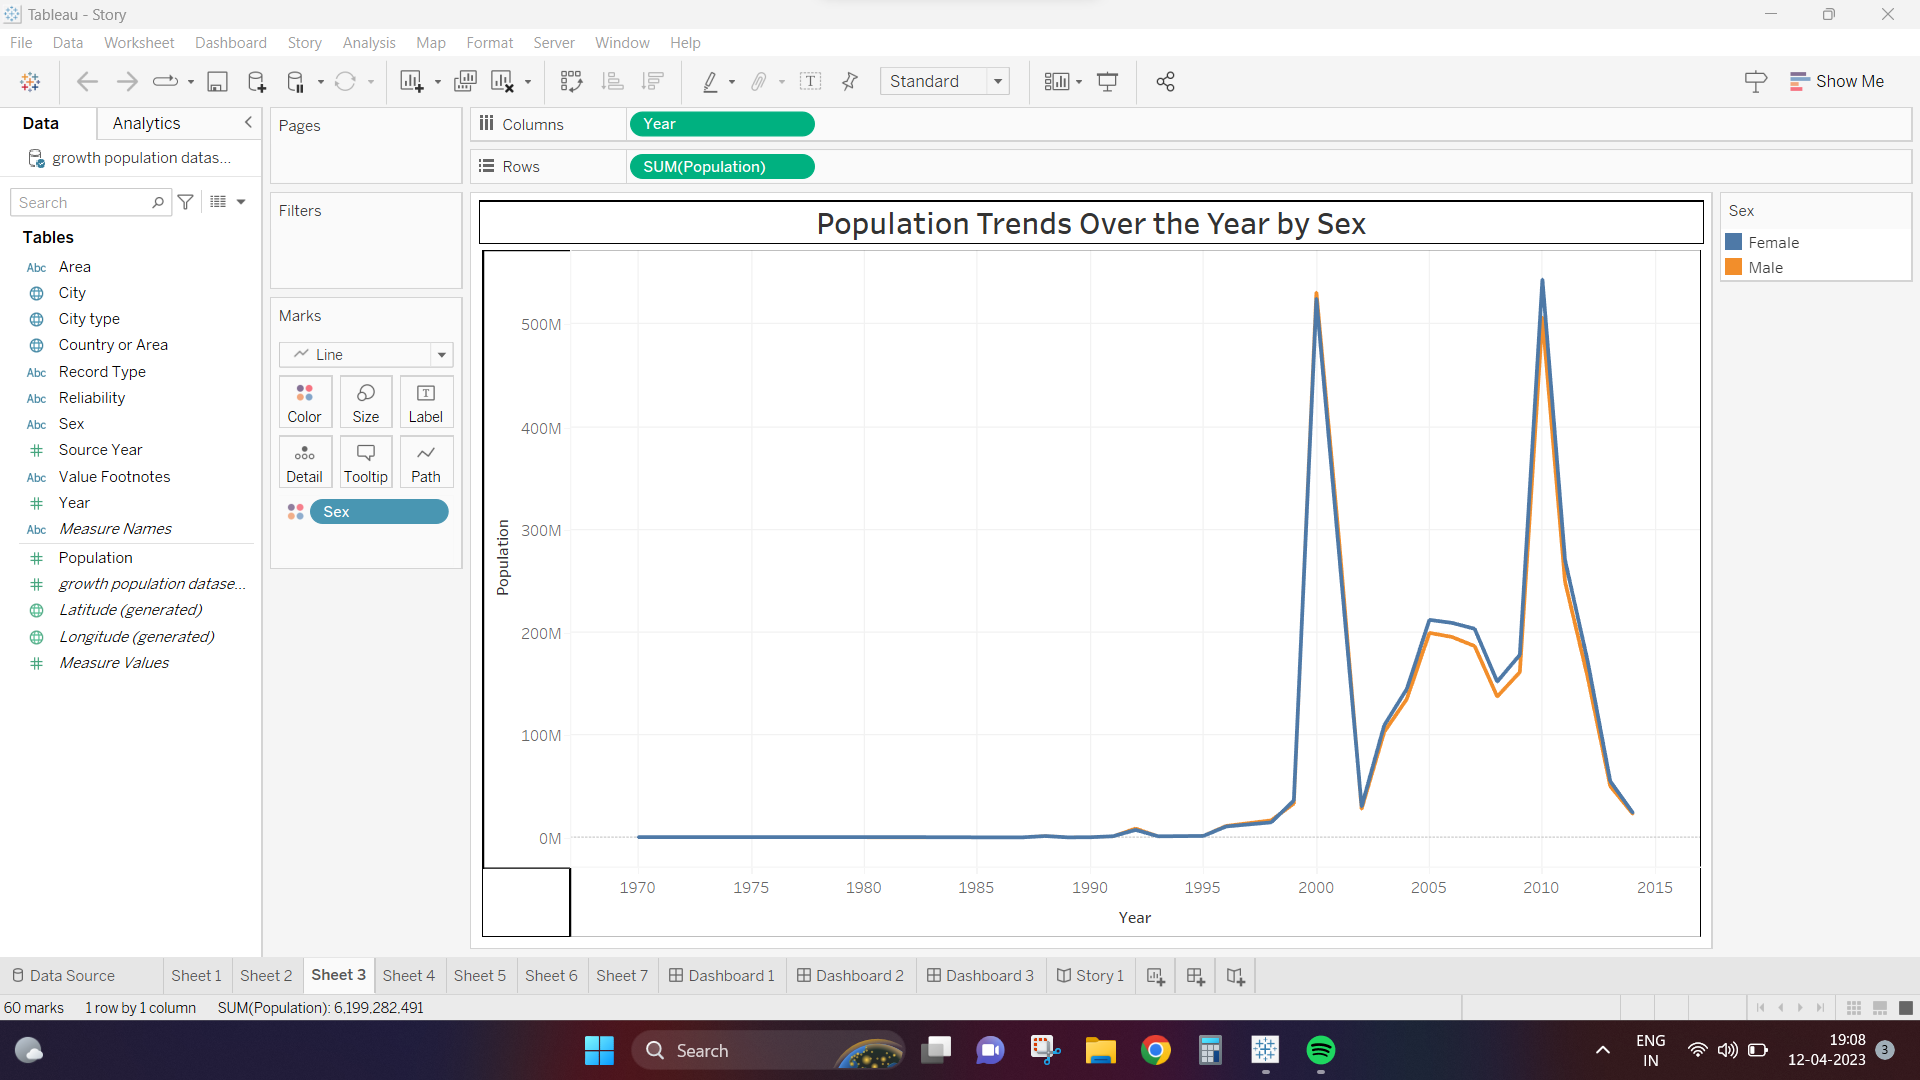 Tableau - Story
File Data Worksheet Dashboard Story Analysis Map Format Server Window Help
Standard
Show Me
Data Analytics
growth population datas...
Search
Tables
Abc Area
City
City type
Country or Area
Abc Record Type
Abc Reliability
Abc Sex
# Source Year
Abc Value Footnotes
# Year
Abc Measure Names
# Population
# growth population datase...
Latitude (generated)
Longitude (generated)
# Measure Values
Pages
Filters
Marks
Line
Color Size Label
Detail Tooltip Path
Sex
Columns Year
Rows SUM(Population)
Population Trends Over the Year by Sex
Population
500M
400M
300M
200M
100M
0M
1970 1975 1980 1985 1990 1995 2000 2005 2010 2015
Year
Sex
Female
Male
Data Source Sheet 1 Sheet 2 Sheet 3 Sheet 4 Sheet 5 Sheet 6 Sheet 7 Dashboard 1 Dashboard 2 Dashboard 3 Story 1
60 marks 1 row by 1 column SUM(Population): 6,199,282,491
Search
ENG
IN
19:08
12-04-2023
3